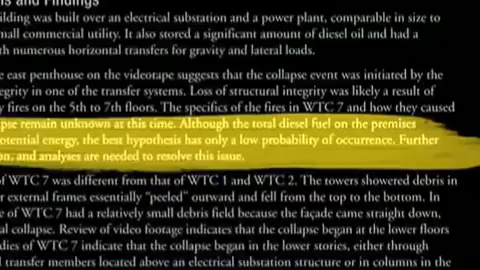 ns and Findings
ilding was built over an electrical substation and a power plant, comparable in size to
mall commercial utility. It also stored a significant amount of diesel oil and had a
th numerous horizontal transfers for gravity and lateral loads.
e east penthouse on the videotape suggests that the collapse event was initiated by the
egrity in one of the transfer systems. Loss of structural integrity was likely a result of
y fires on the 5th to 7th floors. The specifics of the fires in WTC 7 and how they caused
pse remain unknown at this time. Although the total diesel fuel on the premises
otential energy, the best hypothesis has only a low probability of occurrence. Further
on, and analyses are needed to resolve this issue.
of WTC 7 was different from that of WTC 1 and WTC 2. The towers showered debris in
r external frames essentially “peeled” outward and fell from the top to the bottom. In
e of WTC 7 had a relatively small debris field because the façade came straight down,
al collapse. Review of video footage indicates that the collapse began at the lower floors
dies of WTC 7 indicate that the collapse began in the lower stories, either through
l transfer members located above an electrical substation structure or in columns in the